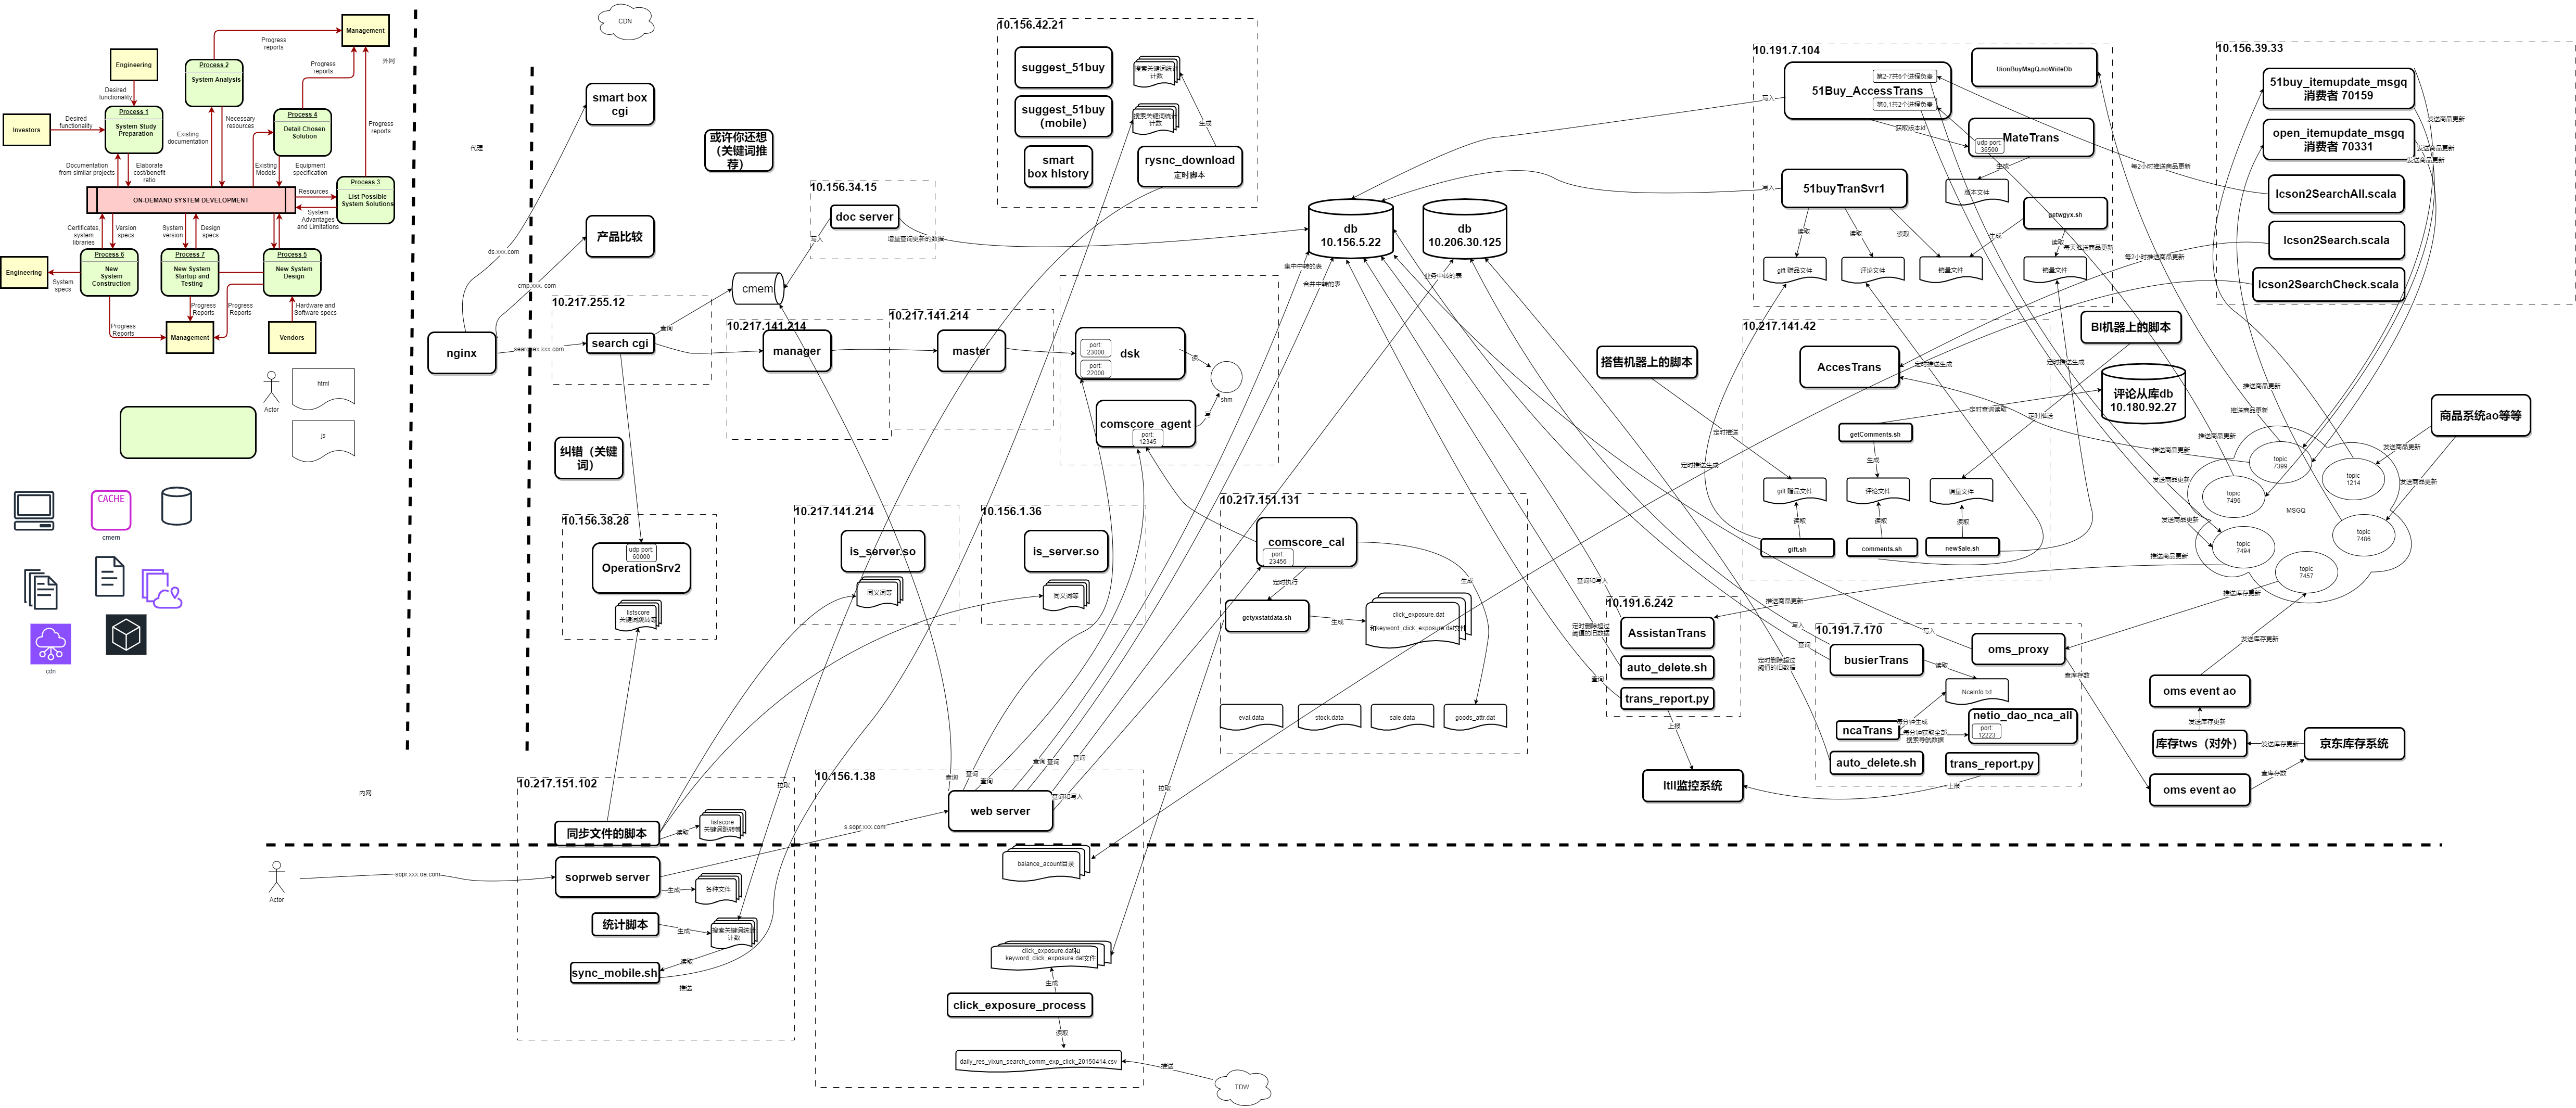 Management
Progress
reports
外网
Engineering
Process 2
System Analysis
Progress
reports
Desired
functionality
Investors
Desired
functionality
Process 1
System Study
Preparation
Existing
documentation
Necessary
resources
Process 4
Detail Chosen
Solution
Progress
reports
Documentation
from similar projects
Elaborate
cost/benefit
ratio
Existing
Models
Equipment
specification
Process 3
List Possible
System Solutions
ON-DEMAND SYSTEM DEVELOPMENT
Resources
System
Advantages
and Limitations
Certificates,
system
libraries
Version
specs
System
version
Design
specs
Engineering
System
specs
Process 6
New
System
Construction
Process 7
New System
Startup and
Testing
Process 5
New System
Design
Progress
Reports
Progress
Reports
Progress
Reports
Hardware and
Software specs
Management
Vendors
Actor
html
js
CACHE
cmem
cdn
代理
内网
CDN
smart box
cgi
或许你还想
（关键词推
荐）
产品比较
ds.xxx.com
cmp.xxx. com
nginx
10.217.255.12
search cgi
查询
cmem
10.156.34.15
doc server
写入
增量查询更新的数据
10.217.141.214
manager
10.217.141.214
master
dsk
port:
23000
port:
22000
读
shm
写
comscore_agent
port:
12345
10.156.42.21
suggest_51buy
suggest_51buy
（mobile）
smart
box history
搜索关键词统计
计数
搜索关键词统计
计数
生成
rysnc_download
定时脚本
db
10.156.5.22
db
10.206.30.125
集中中转的表
合并中转的表
业务中转的表
纠错（关键
词）
10.156.38.28
udp port:
60000
OperationSrv2
listscore
关键词跳转等
10.217.141.214
is_server.so
同义词等
10.156.1.36
is_server.so
同义词等
10.217.151.131
comscore_cal
port:
23456
定时执行
生成
getyxstatdata.sh
生成
click_exposure.dat
和keyword_click_exposure.dat文件
eval.data
stock.data
sale.data
goods_attr.dat
10.217.151.102
同步文件的脚本
读取
listscore
关键词跳转等
拉取
s.sopr.xxx.com
Actor
sopr.xxx.oa.com
soprweb server
生成
各种文件
统计脚本
生成
搜索关键词统计
计数
读取
sync_mobile.sh
推送
10.156.1.38
web server
查询
查询
查询
查询
查询
查询
查询和写入
拉取
balance_acount目录
click_exposure.dat和
keyword_click_exposure.dat文件
生成
click_exposure_process
读取
daily_res_yixun_search_comm_exp_click_20150414.csv
推送
TDW
10.191.7.104
第2-7共6个进程负责
51Buy_AccessTrans
第0,1共2个进程负责
写入
获取版本id
UionBuyMsgQ.noWiiteDb
MateTrans
udp port:
36500
生成
版本文件
51buyTranSvr1
写入
getwgyx.sh
读取
读取
读取
生成
读取
每天推送商品更新
gift 赠品文件
评论文件
销量文件
销量文件
10.156.39.33
51buy_itemupdate_msgq
消费者 70159
open_itemupdate_msgq
消费者 70331
Icson2SearchAll.scala
Icson2Search.scala
Icson2SearchCheck.scala
发送商品更新
发送商品更新
发送商品更新
每2小时推送商品更新
每2小时推送商品更新
10.217.141.42
AccesTrans
BI机器上的脚本
搭售机器上的脚本
评论从库db
10.180.92.27
定时推送生成
定时推送生成
定时查询读取
定时推送
定时推送
定时推送生成
getComments.sh
生成
gift 赠品文件
评论文件
销量文件
读取
读取
读取
gift.sh
comments.sh
newSale.sh
商品系统ao等等
推送商品更新
推送商品更新
推送商品更新
推送商品更新
发送商品更新
发送商品更新
发送商品更新
发送商品更新
推送商品更新
推送商品更新
topic
7399
topic
1214
topic
7496
MSGQ
topic
7486
topic
7494
topic
7457
推送库存更新
发送库存更新
10.191.6.242
查询和写入
定时删除超过
阈值的旧数据
查询
AssistanTrans
auto_delete.sh
trans_report.py
上报
itil监控系统
定时删除超过
阈值的旧数据
10.191.7.170
写入
查询
写入
busierTrans
读取
oms_proxy
查库存数
NcaInfo.txt
每分钟生成
ncaTrans
每分钟获取全部
搜索导航数据
netio_dao_nca_all
port:
12223
auto_delete.sh
trans_report.py
上报
oms event ao
发送库存更新
库存tws（对外）
发送库存更新
京东库存系统
查库存数
oms event ao